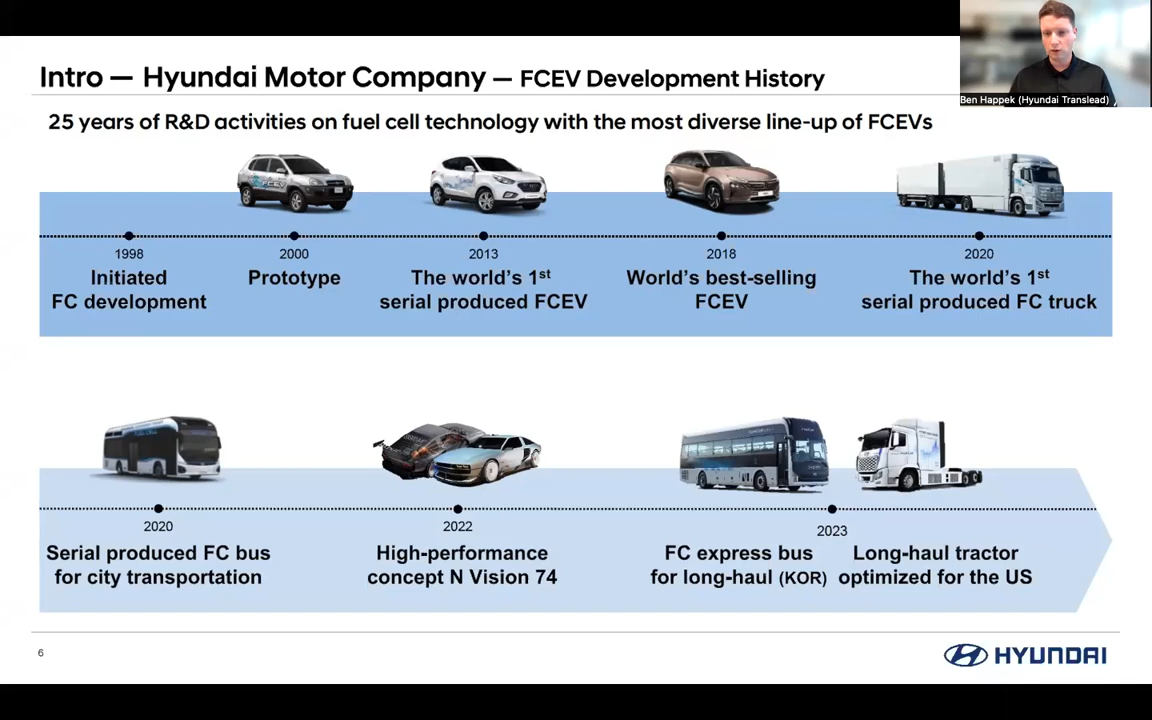 Intro — Hyundai Motor Company — FCEV Development History
Ben Happek (Hyundai Translead)
25 years of R&D activities on fuel cell technology with the most diverse line-up of FCEVs
FCEV
1998
Initiated
FC development
2000
Prototype
2013
The world's 1st
serial produced FCEV
2018
World's best-selling
FCEV
2020
The world's 1st
serial produced FC truck
2020
Serial produced FC bus
for city transportation
2022
High-performance
concept N Vision 74
2023
FC express bus
for long-haul (KOR)
Long-haul tractor
optimized for the US
6
HYUNDAI